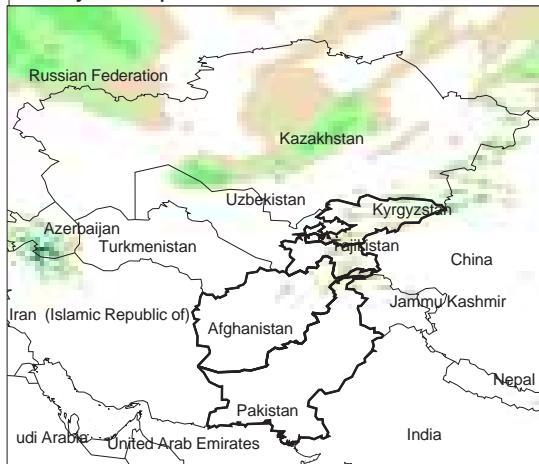 Russian Federation
Kazakhstan
Uzbekistan
Kyrgyzstan
Azerbaijan
Turkmenistan
Tajikistan
China
Jammu Kashmir
Iran (Islamic Republic of)
Afghanistan
Nepal
Pakistan
udi Arabia
United Arab Emirates
India